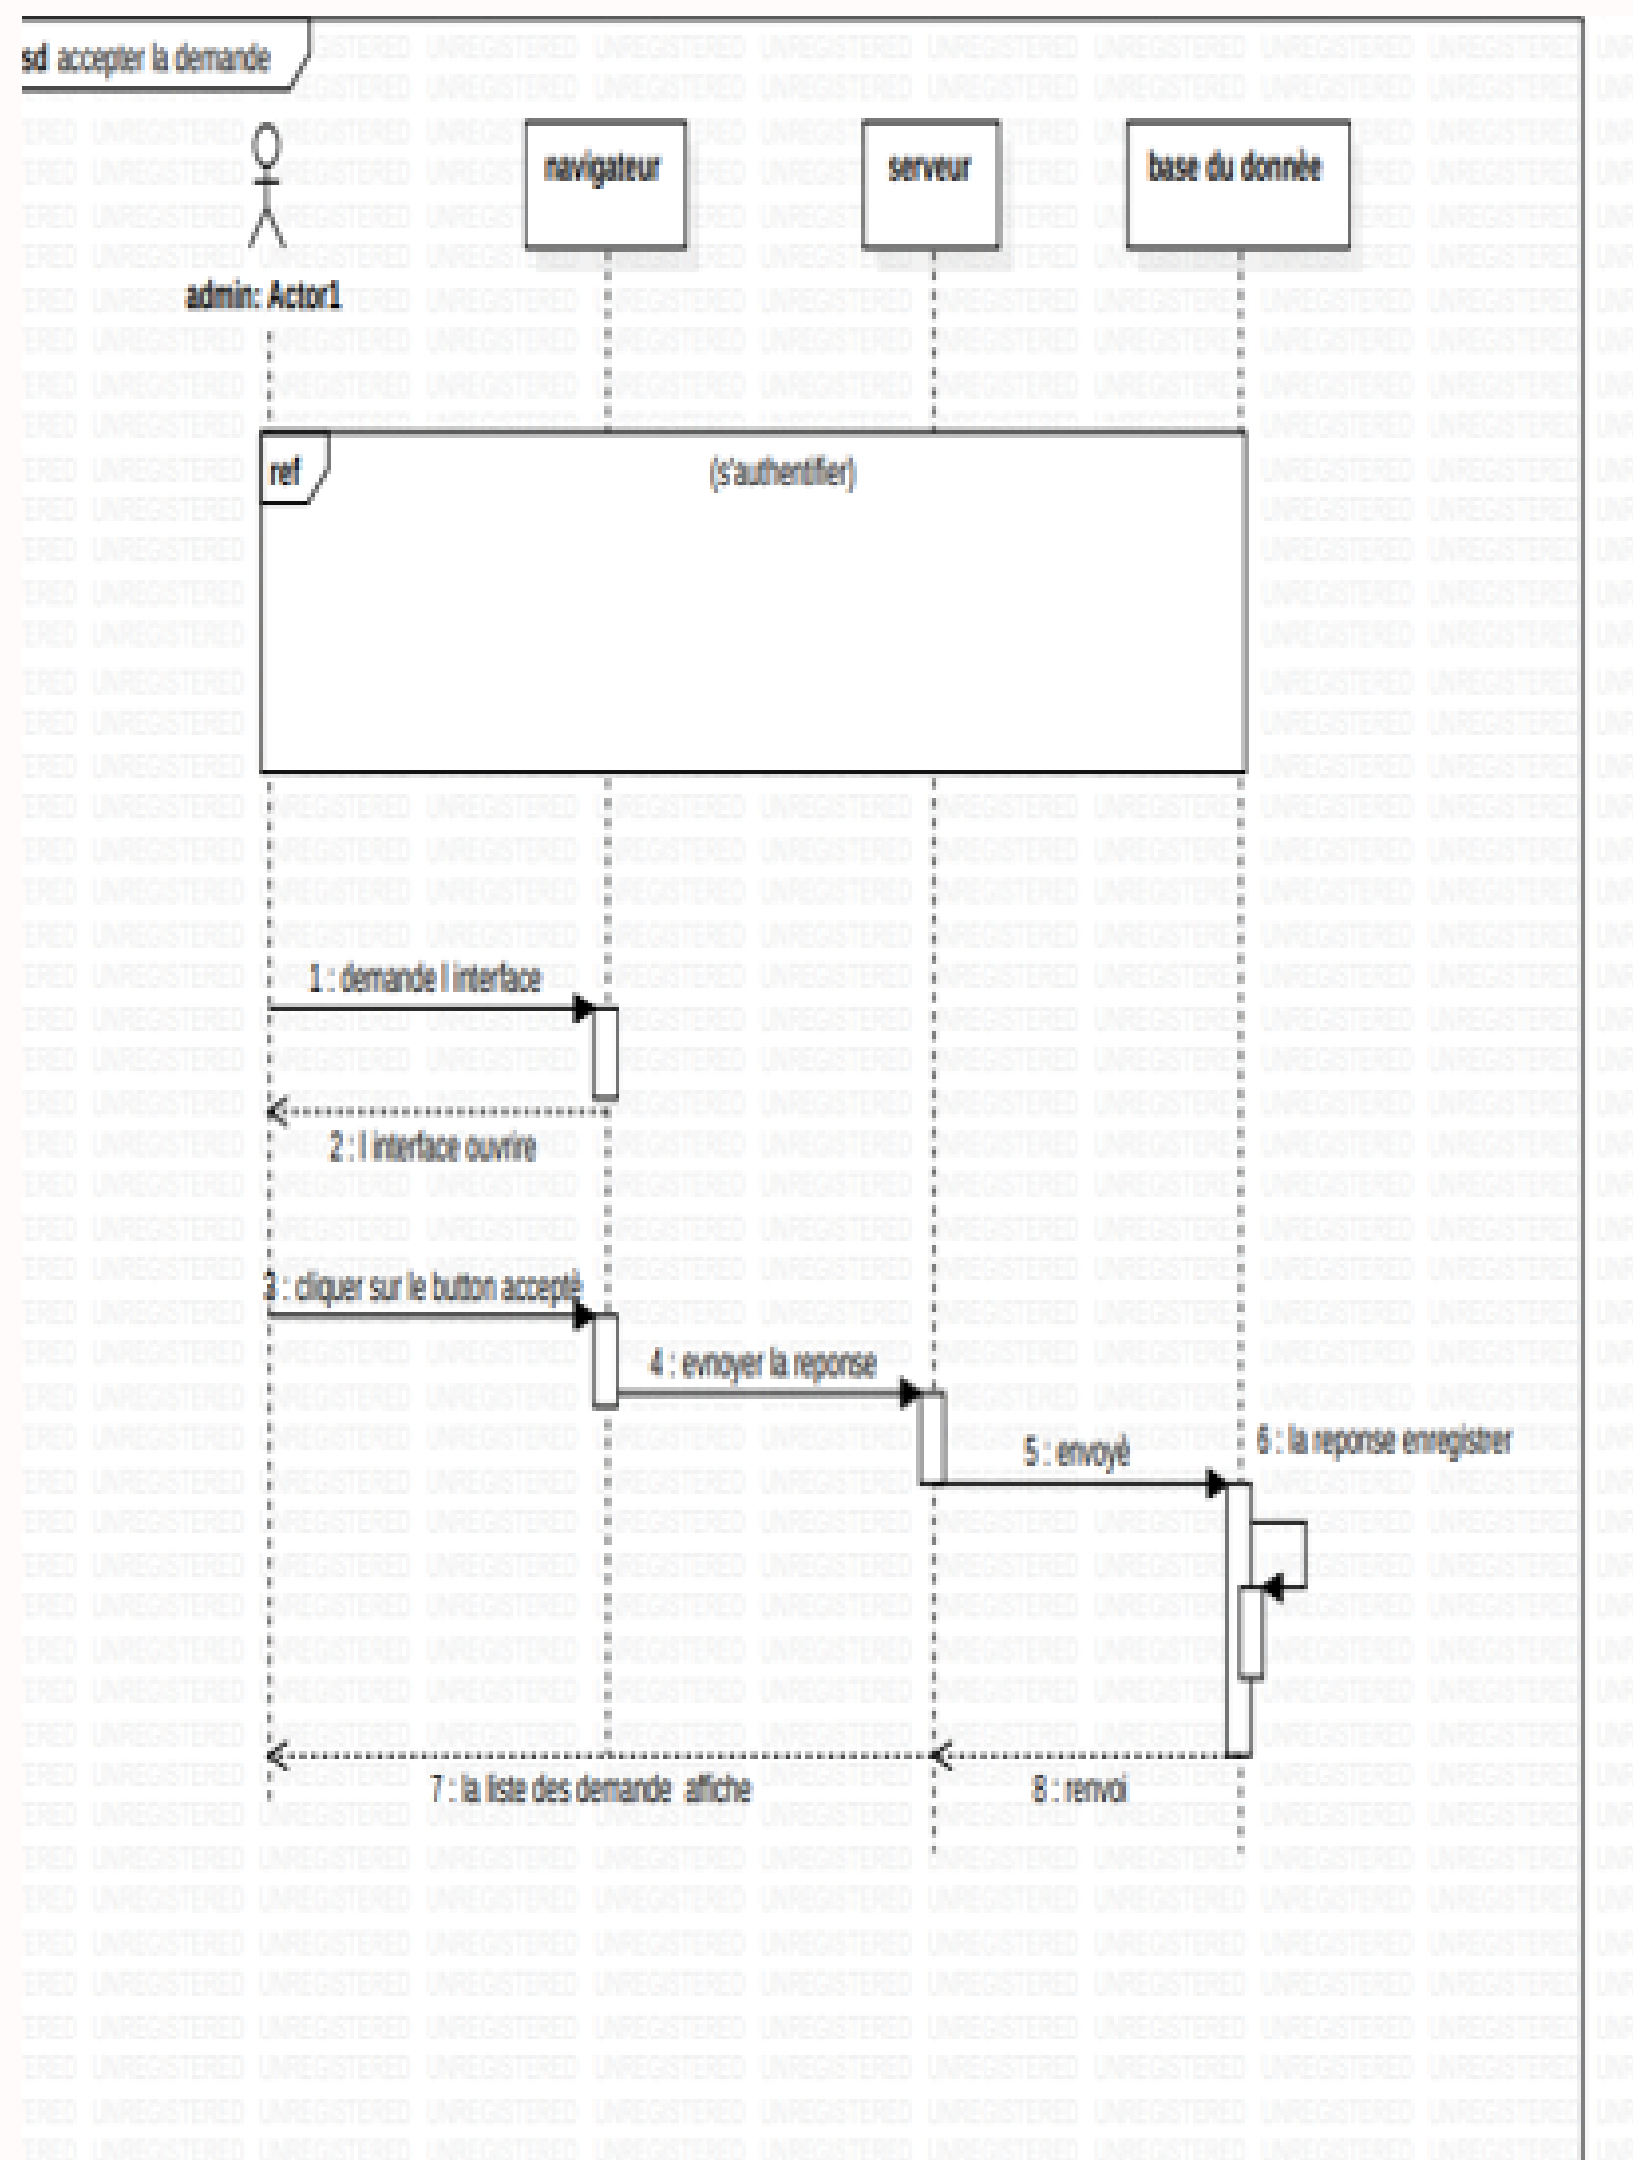 sd accepter la demande
navigateur
serveur
base du donnée
admin: Actor1
ref
(s'authentifier)
1 : demande l interface
2 : l interface ouvrire
3 : cliquer sur le button accepté
4 : evnoyer la reponse
5 : envoyé
6 : la reponse enregistrer
7 : la liste des demande affiche
8 : renvoi
UNREGISTERED